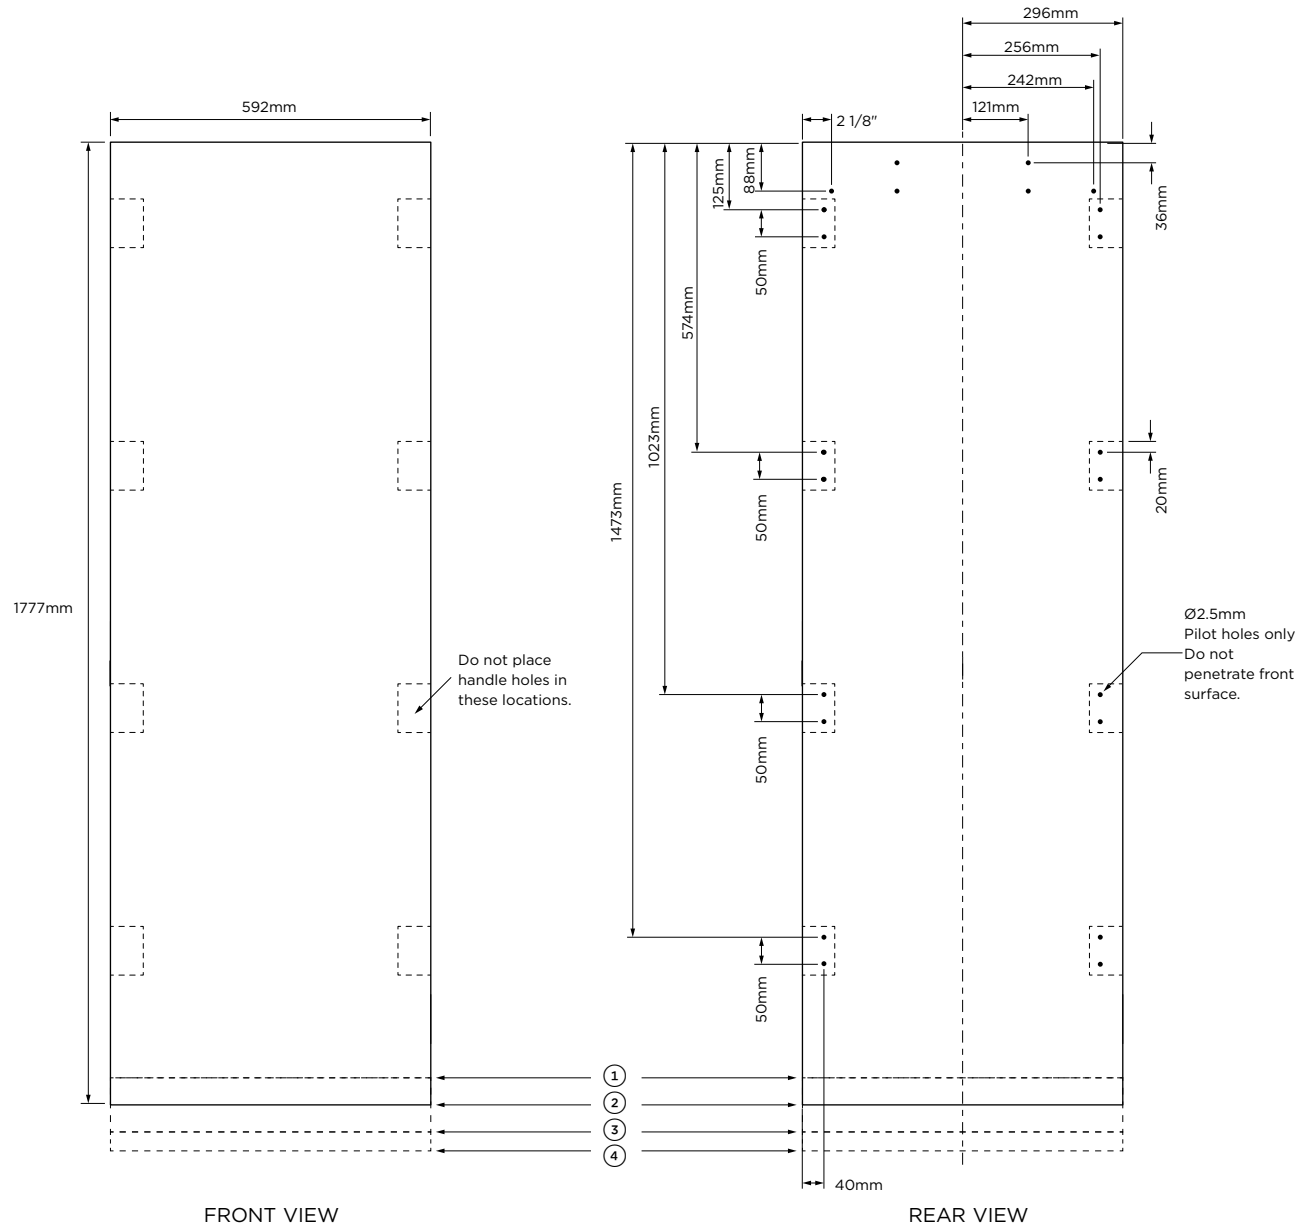 296mm
256mm
242mm
592mm
121mm
2 1/8"
88mm
125mm
36mm
50mm
574mm
1023mm
1473mm
50mm
20mm
1777mm
Ø2.5mm
Pilot holes only
Do not
penetrate front
surface.
Do not place
handle holes in
these locations.
50mm
50mm
1
2
3
4
40mm
FRONT VIEW
REAR VIEW